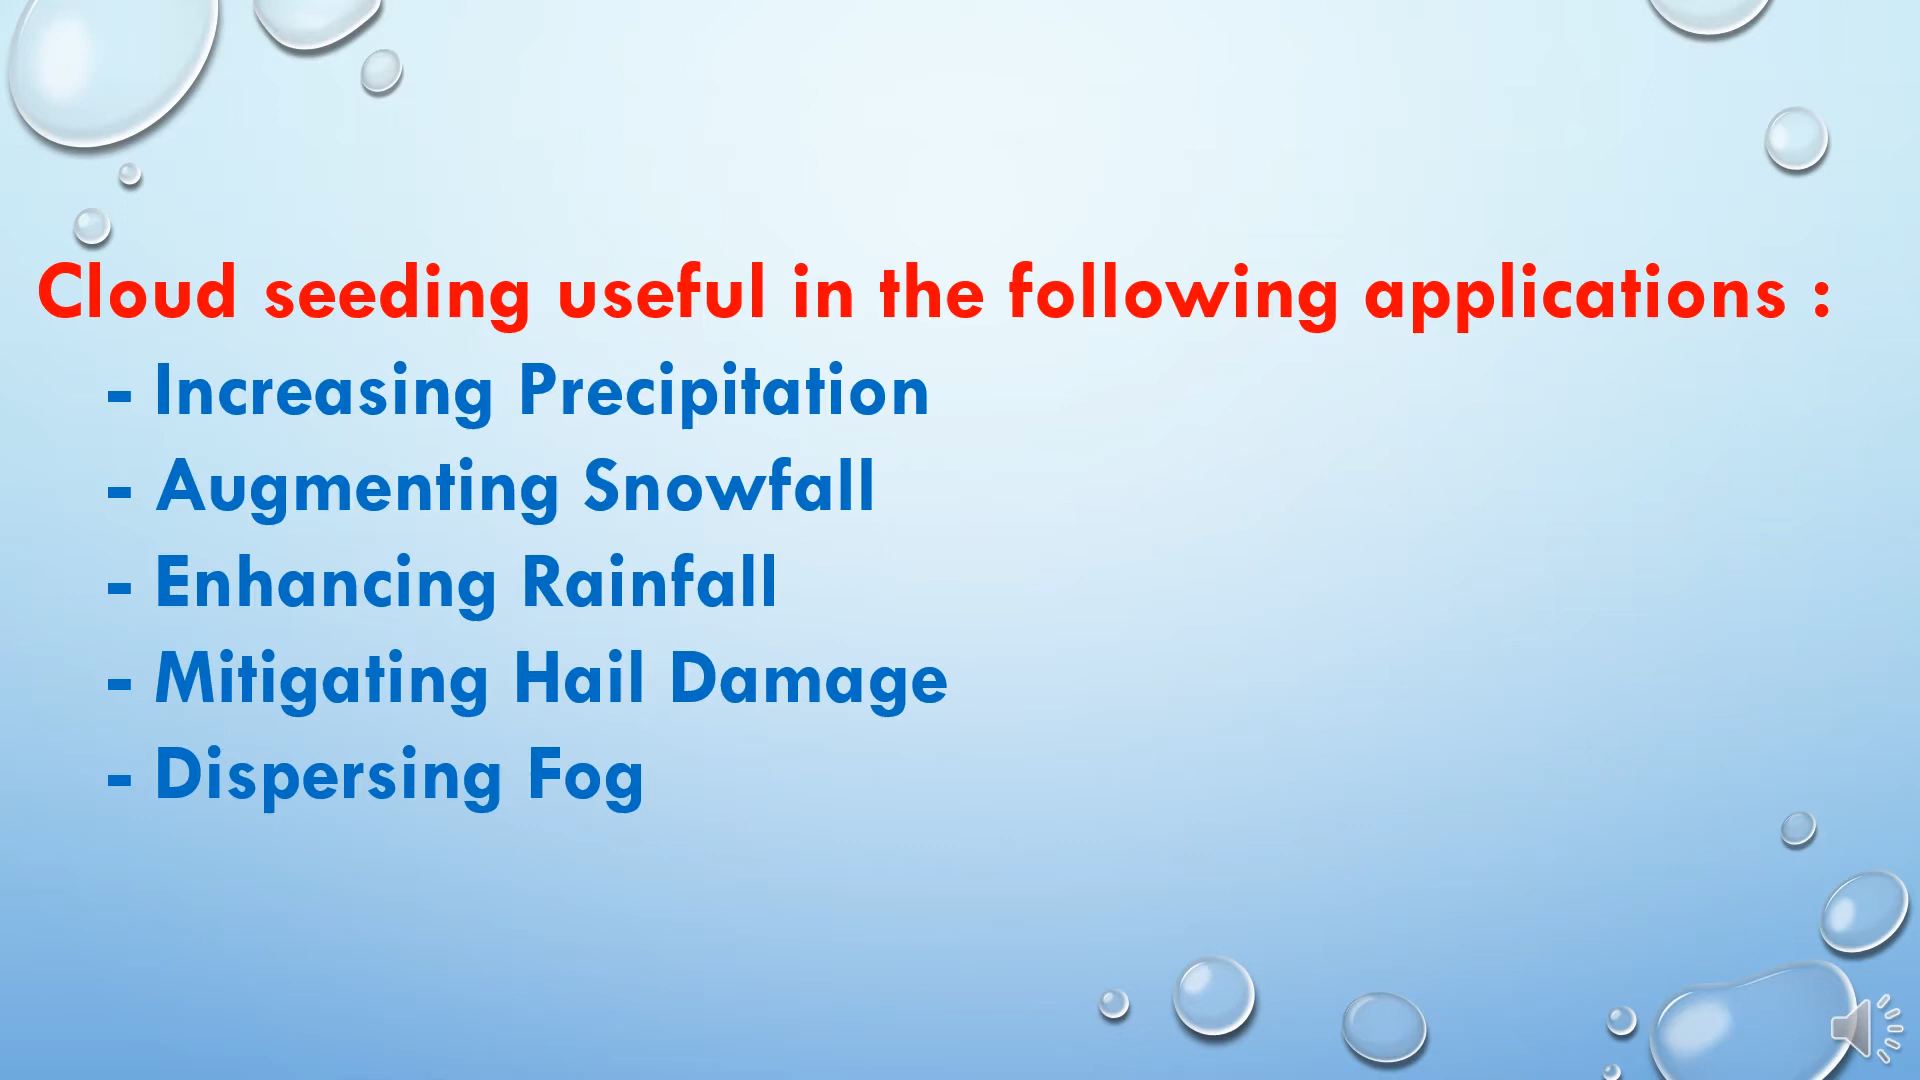 Cloud seeding useful in the following applications :
- Increasing Precipitation
- Augmenting Snowfall
- Enhancing Rainfall
- Mitigating Hail Damage
- Dispersing Fog